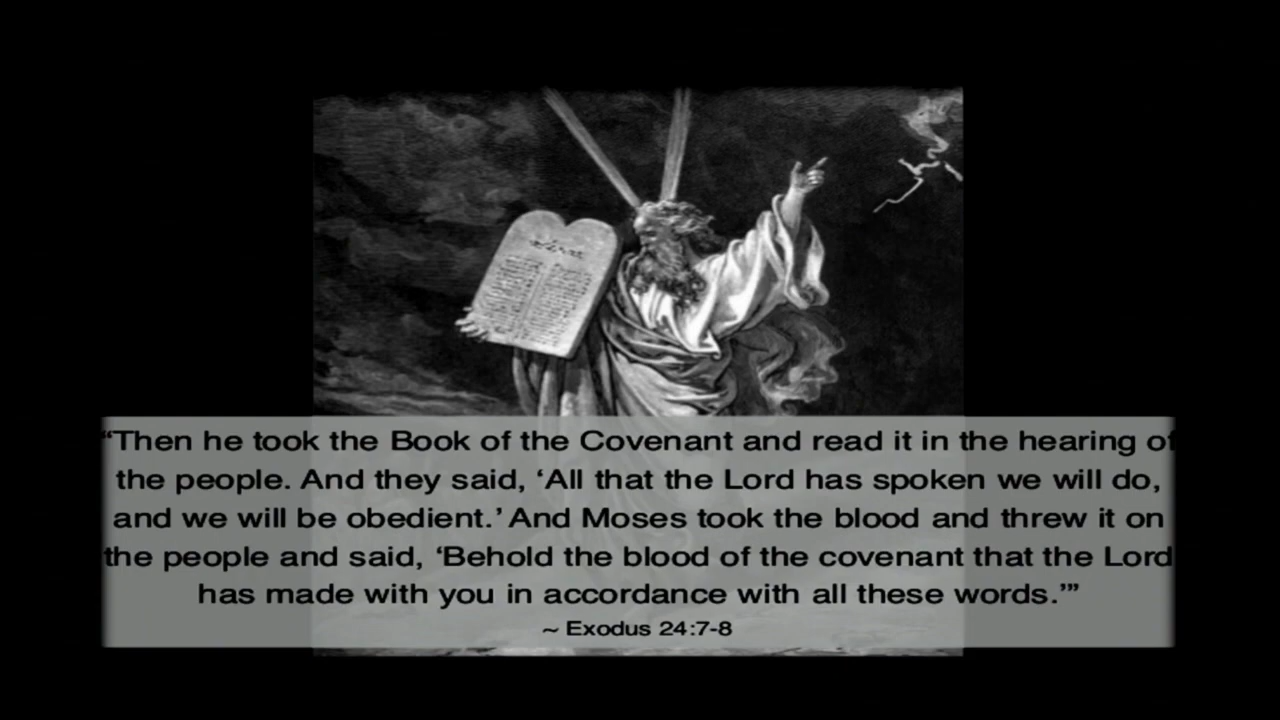 “Then he took the Book of the Covenant and read it in the hearing of
the people. And they said, ‘All that the Lord has spoken we will do,
and we will be obedient.’ And Moses took the blood and threw it on
the people and said, ‘Behold the blood of the covenant that the Lord
has made with you in accordance with all these words.’”
~ Exodus 24:7-8